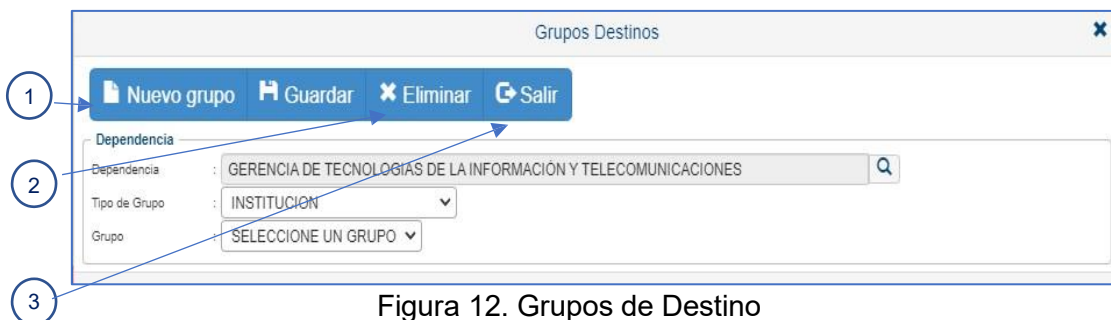 Grupos Destinos
1
Nuevo grupo Guardar Eliminar Salir
Dependencia
2
Dependencia : GERENCIA DE TECNOLOGÍAS DE LA INFORMACIÓN Y TELECOMUNICACIONES
Tipo de Grupo : INSTITUCION
Grupo : SELECCIONE UN GRUPO
3
Figura 12. Grupos de Destino